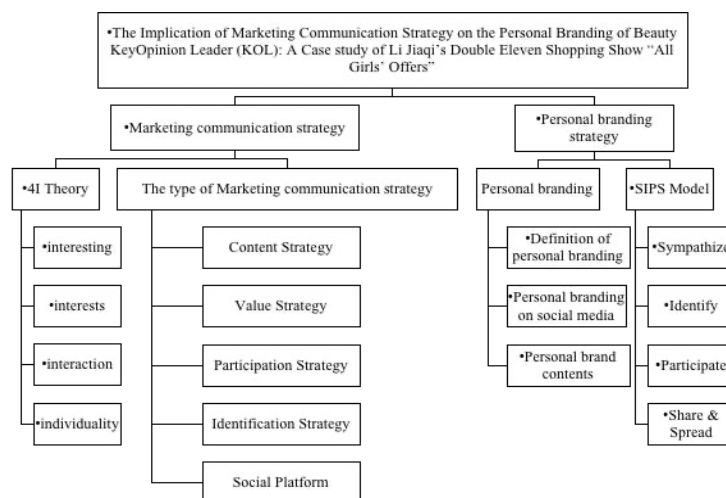 •The Implication of Marketing Communication Strategy on the Personal Branding of Beauty
KeyOpinion Leader (KOL): A Case study of Li Jiaqi's Double Eleven Shopping Show “All
Girls' Offers”
•Marketing communication strategy
•Personal branding
strategy
•4I Theory
The type of Marketing communication strategy
Personal branding
•SIPS Model
•interesting
•interests
•interaction
•individuality
Content Strategy
Value Strategy
Participation Strategy
Identification Strategy
Social Platform
•Definition of
personal branding
•Personal branding
on social media
•Personal brand
contents
•Sympathize
•Identify
•Participate
•Share &
Spread